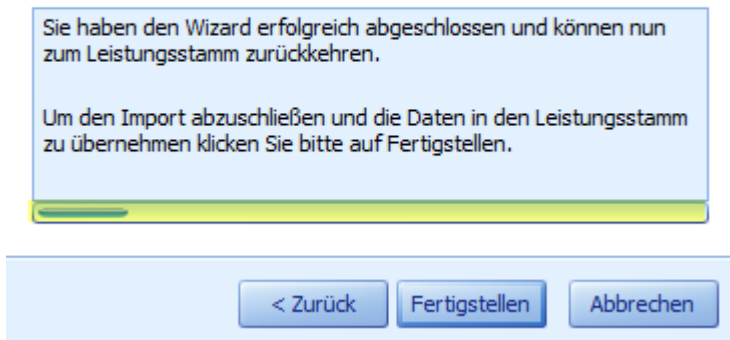 Sie haben den Wizard erfolgreich abgeschlossen und können nun
zum Leistungsstamm zurückkehren.
Um den Import abzuschließen und die Daten in den Leistungsstamm
zu übernehmen klicken Sie bitte auf Fertigstellen.
< Zurück Fertigstellen Abbrechen